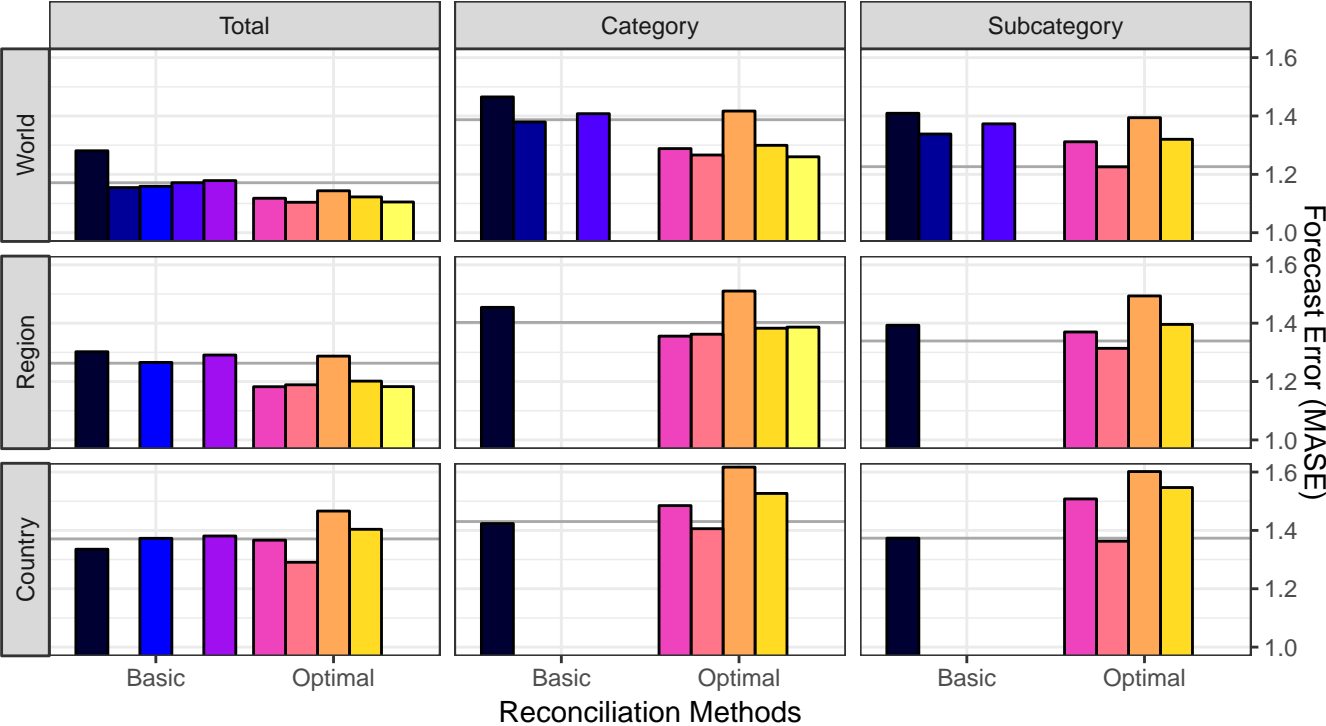 Total Category Subcategory
World
1.6
1.4
1.2
1.0
Region
1.6
1.4
1.2
1.0
Country
1.6
1.4
1.2
1.0
Forecast Error (MASE)
Basic Optimal Basic Optimal Basic Optimal
Reconciliation Methods